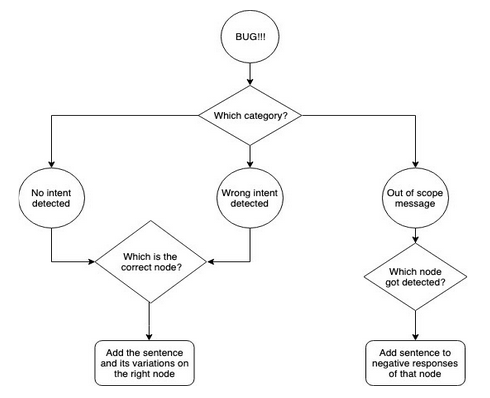 BUG!!!
Which category?
No intent
detected
Wrong intent
detected
Out of scope
message
Which is the
correct node?
Which node
got detected?
Add the sentence
and its variations on
the right node
Add sentence to
negative responses
of that node